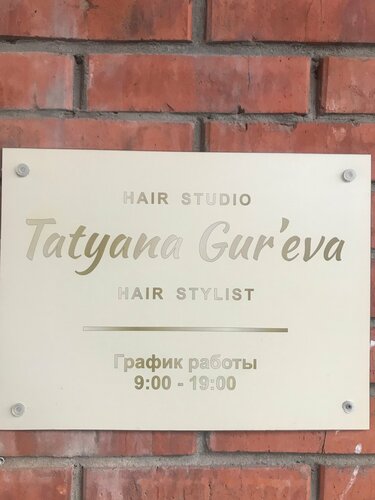 HAIR STUDIO
Tatyana Gur'eva
HAIR STYLIST
График работы
9:00 - 19:00